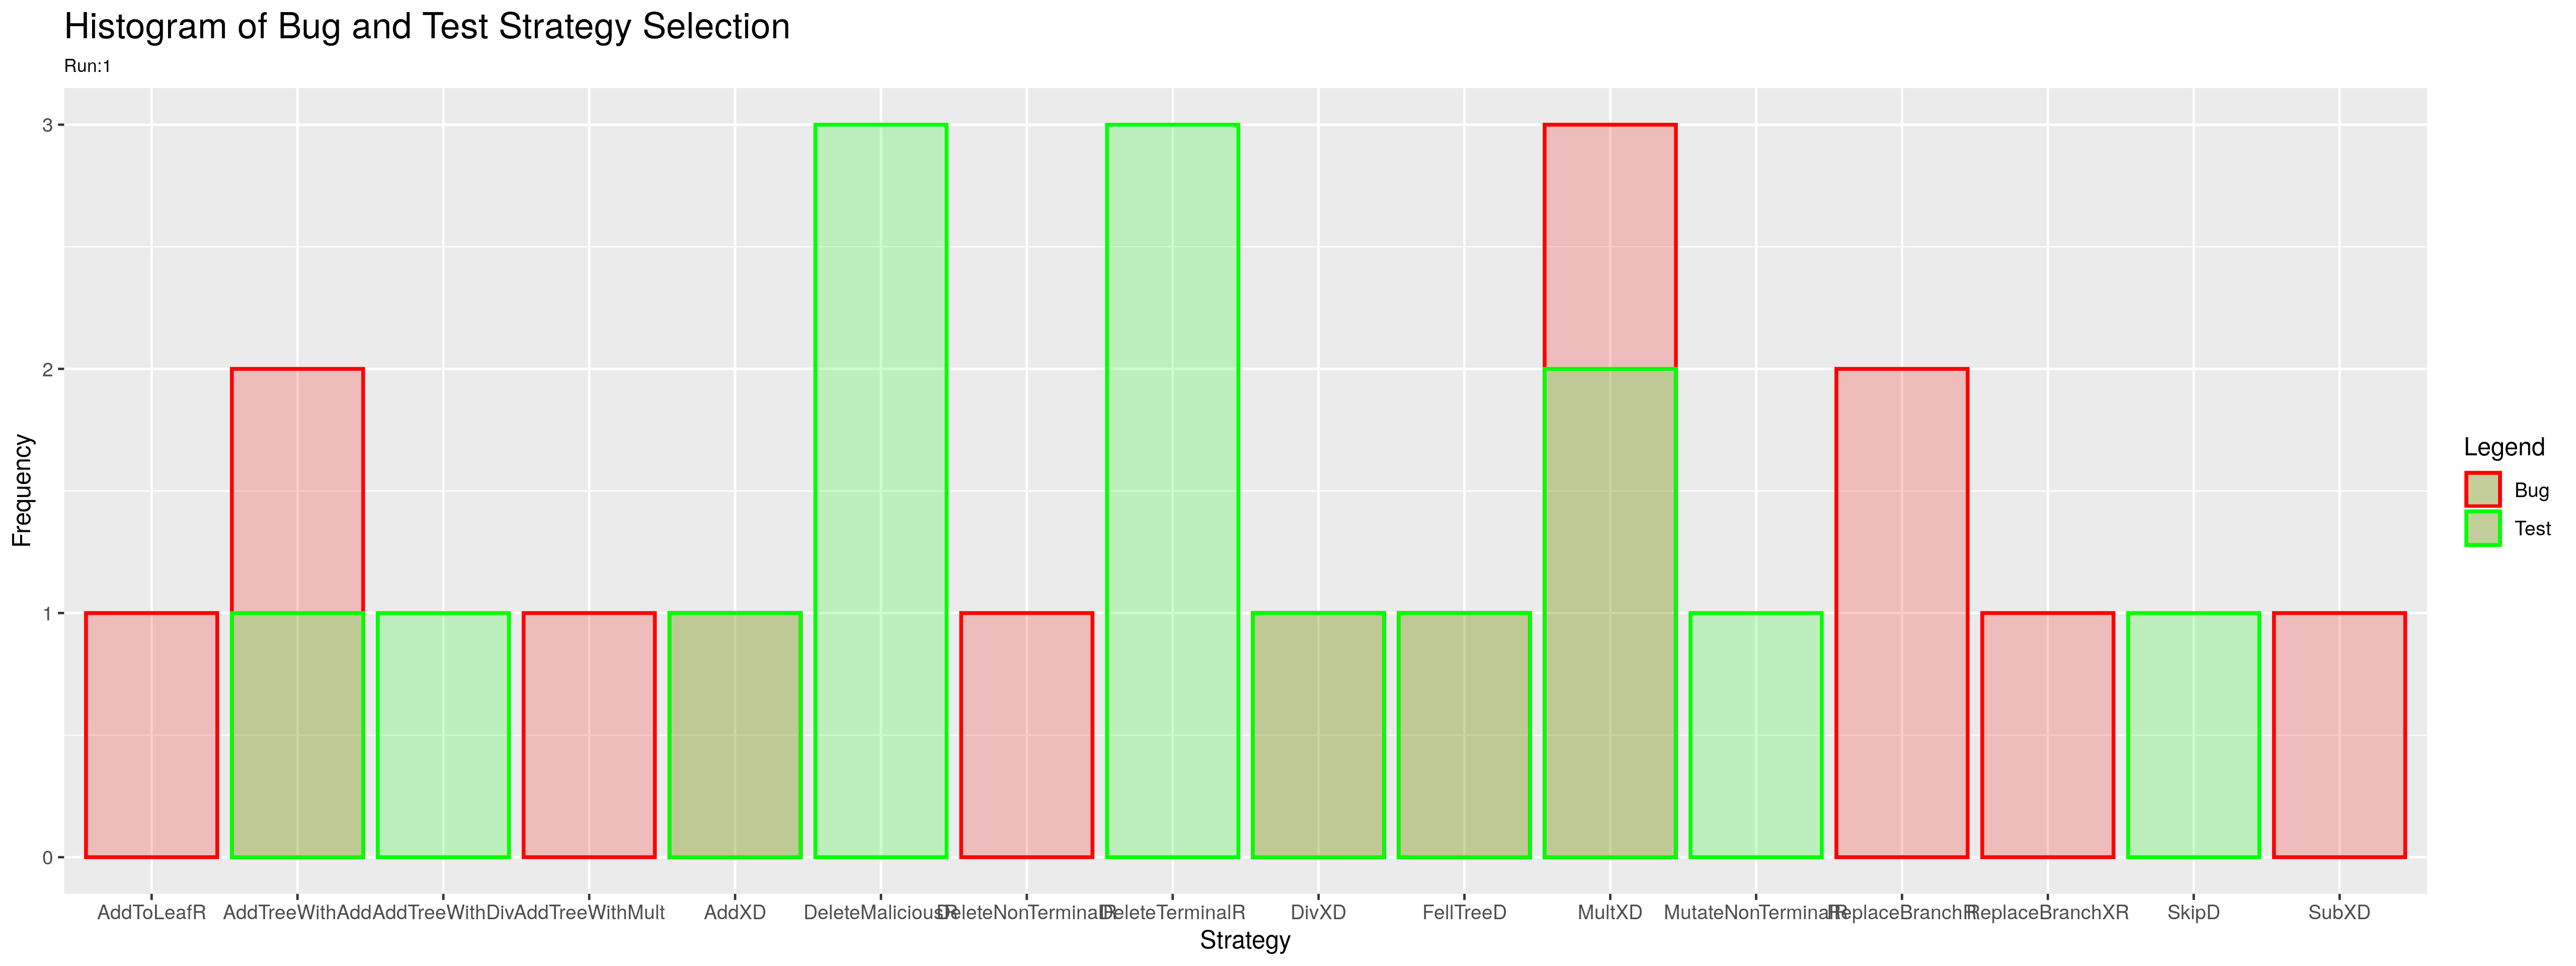 Histogram of Bug and Test Strategy Selection
Run:1
3
2
1
0
Frequency
AddToLeafR AddTreeWithAdd AddTreeWithDiv AddTreeWithMult AddXD DeleteMaliciousR DeleteNonTerminalR DeleteTerminalR DivXD FellTreeD MultXD MutateNonTerminalR ReplaceBranchR ReplaceBranchXR SkipD SubXD
Strategy
Legend
Bug
Test